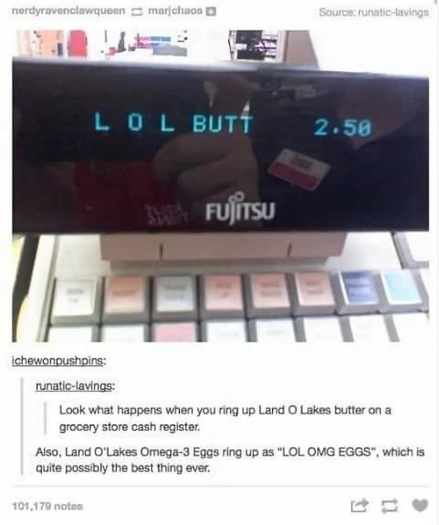 nerdyravenclawqueen marjchaos
Source: runatic-lavings
L O L BUTT 2.50
FUJITSU
ichewonpushpins:
runatic-lavings:
Look what happens when you ring up Land O Lakes butter on a
grocery store cash register.
Also, Land O'Lakes Omega-3 Eggs ring up as "LOL OMG EGGS", which is
quite possibly the best thing ever.
101,179 notes